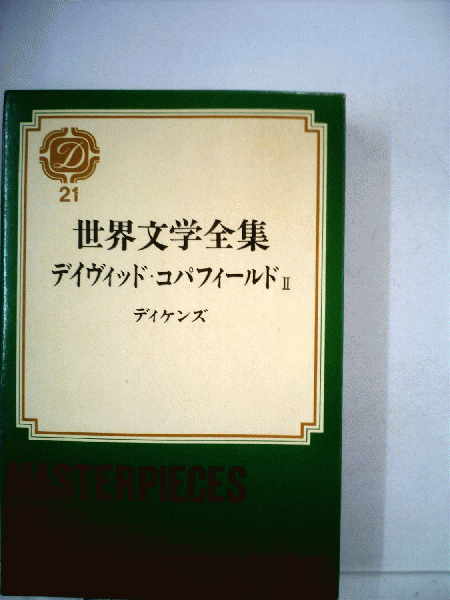 D
21
世界文学全集
デイヴィッド・コパフィールド II
ディケンズ
MASTERPIECES